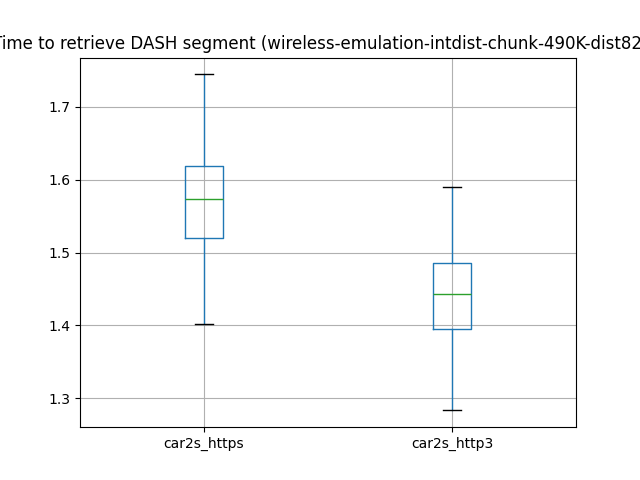 Time to retrieve DASH segment (wireless-emulation-intdist-chunk-490K-dist82
1.7
1.6
1.5
1.4
1.3
car2s_https
car2s_http3